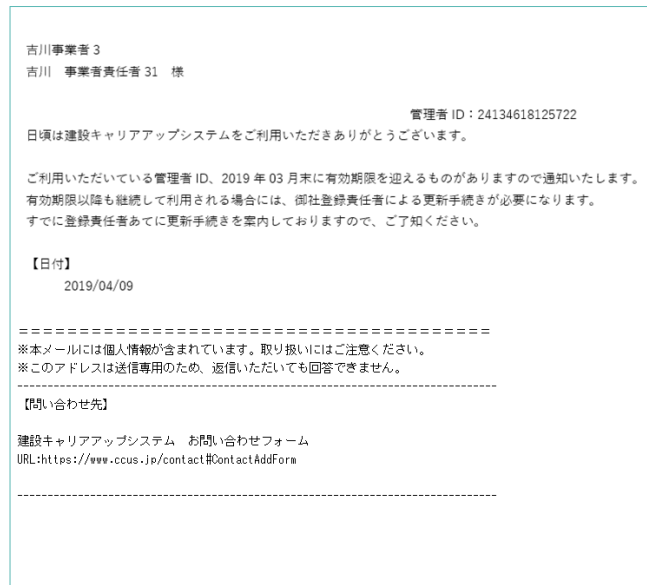 吉川事業者３
吉川　事業者責任者 31　様
管理者 ID：24134618125722
日頃は建設キャリアアップシステムをご利用いただきありがとうございます。
ご利用いただいている管理者 ID、2019 年 03 月末に有効期限を迎えるものがありますので通知いたします。
有効期限以降も継続して利用される場合には、御社登録責任者による更新手続きが必要になります。
すでに登録責任者あてに更新手続きを案内しておりますので、ご了知ください。
【日付】
2019/04/09
＝＝＝＝＝＝＝＝＝＝＝＝＝＝＝＝＝＝＝＝＝＝＝＝＝＝＝＝＝＝＝＝＝＝＝＝＝＝＝
※本メールには個人情報が含まれています。取り扱いにはご注意ください。
※このアドレスは送信専用のため、返信いただいても回答できません。
--------------------------------------------------------------------------------
【問い合わせ先】
建設キャリアアップシステム　お問い合わせフォーム
URL:https://www.ccus.jp/contact#ContactAddForm
--------------------------------------------------------------------------------